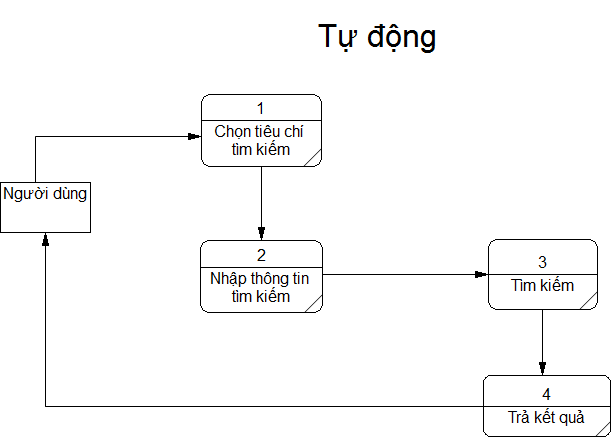 Tự động
1
Chọn tiêu chí
tìm kiếm
Người dùng
2
Nhập thông tin
tìm kiếm
3
Tìm kiếm
4
Trả kết quả